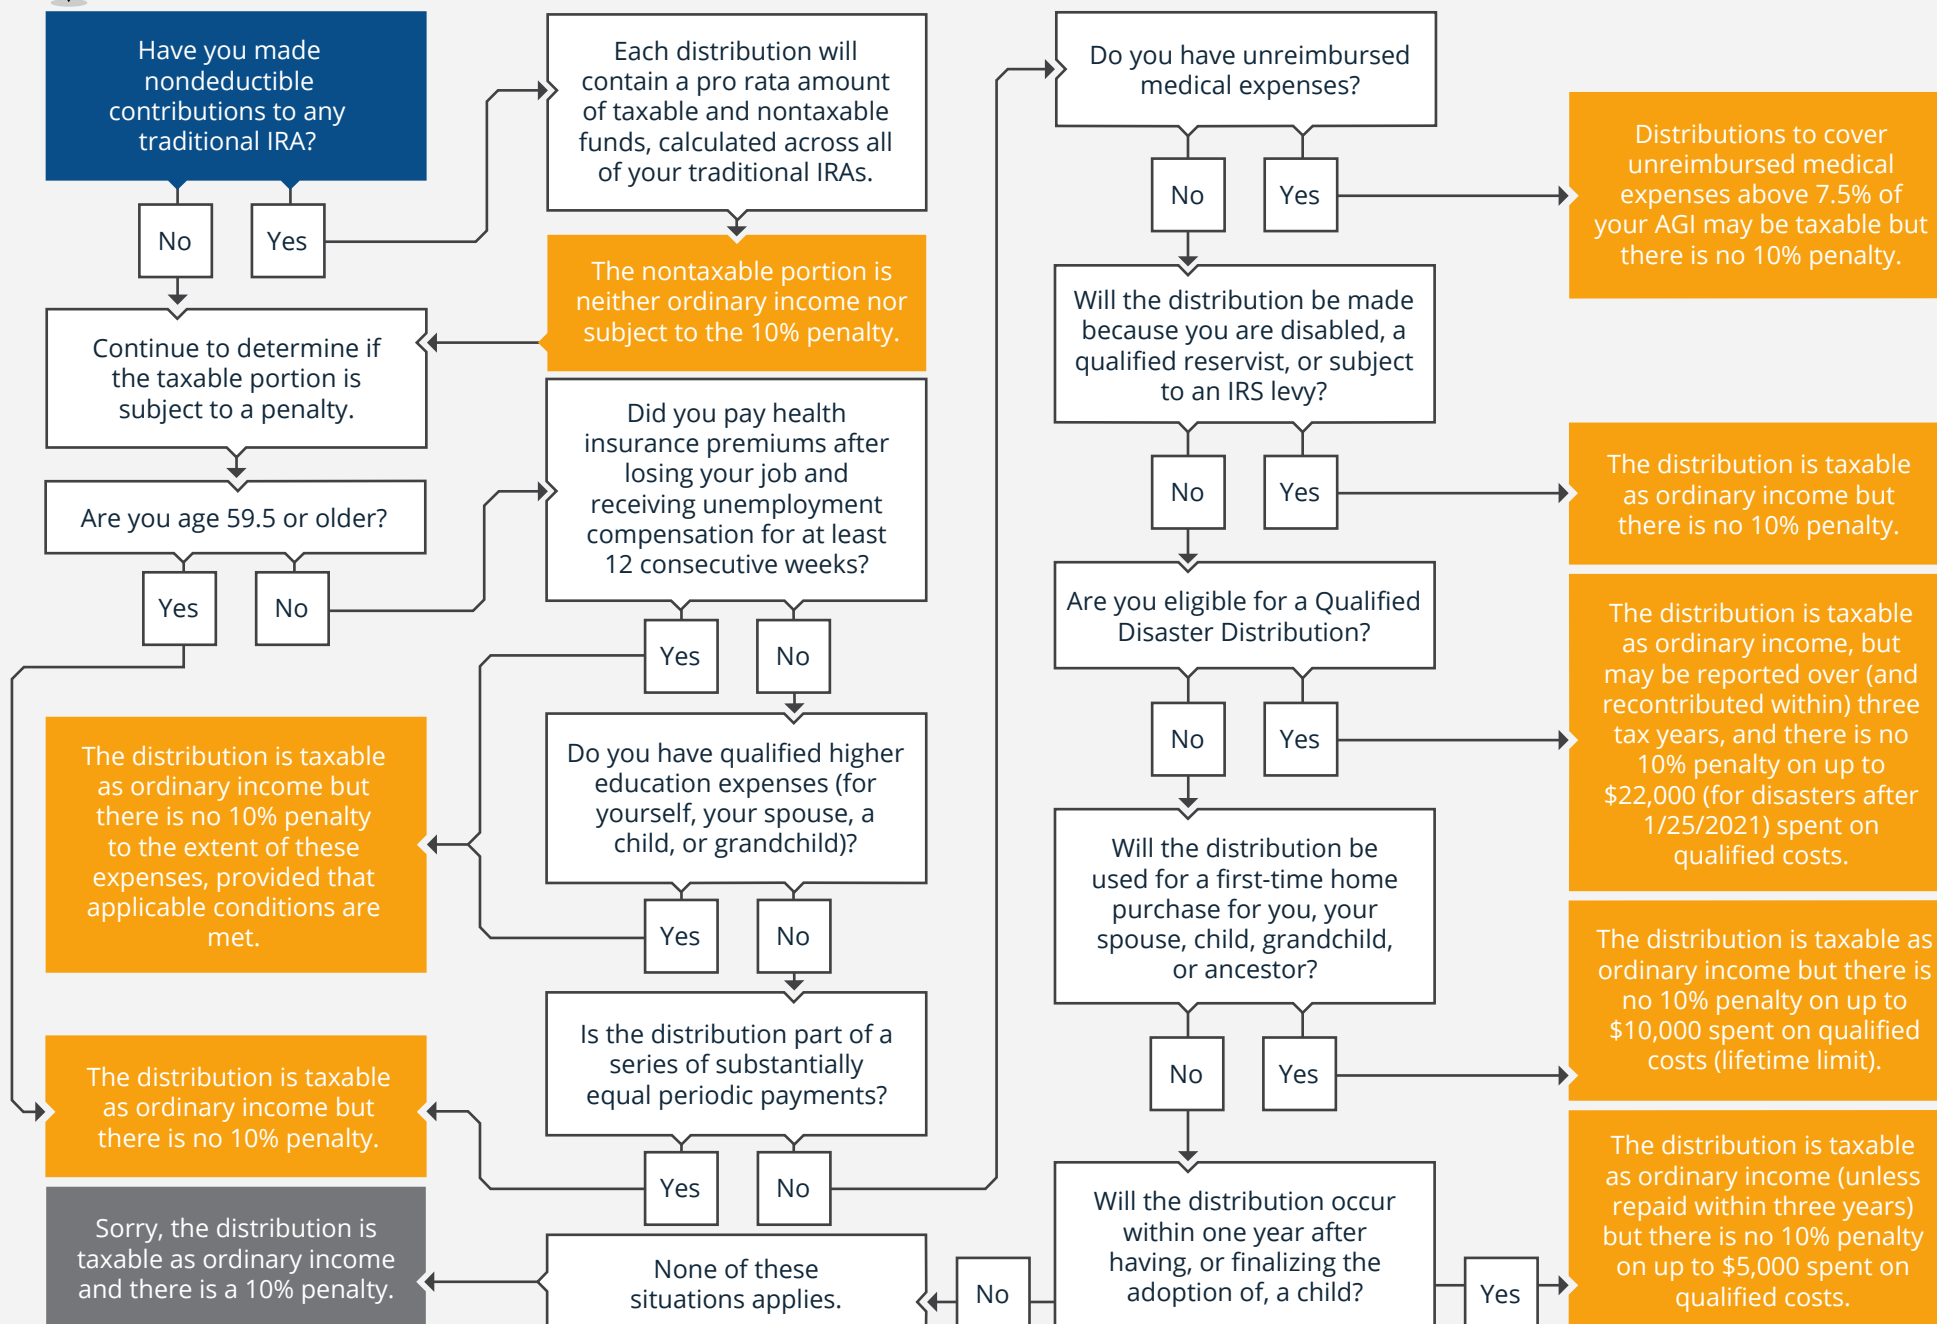 Have you made
nondeductible
contributions to any
traditional IRA?
No
Yes
Each distribution will
contain a pro rata amount
of taxable and nontaxable
funds, calculated across all
of your traditional IRAs.
The nontaxable portion is
neither ordinary income nor
subject to the 10% penalty.
Continue to determine if
the taxable portion is
subject to a penalty.
Are you age 59.5 or older?
Yes
No
Did you pay health
insurance premiums after
losing your job and
receiving unemployment
compensation for at least
12 consecutive weeks?
Yes
No
The distribution is taxable
as ordinary income but
there is no 10% penalty
to the extent of these
expenses, provided that
applicable conditions are
met.
Do you have qualified higher
education expenses (for
yourself, your spouse, a
child, or grandchild)?
Yes
No
Is the distribution part of a
series of substantially
equal periodic payments?
Yes
No
The distribution is taxable
as ordinary income but
there is no 10% penalty.
Do you have unreimbursed
medical expenses?
No
Yes
Distributions to cover
unreimbursed medical
expenses above 7.5% of
your AGI may be taxable but
there is no 10% penalty.
Will the distribution be made
because you are disabled, a
qualified reservist, or subject
to an IRS levy?
No
Yes
The distribution is taxable
as ordinary income but
there is no 10% penalty.
Are you eligible for a Qualified
Disaster Distribution?
No
Yes
The distribution is taxable
as ordinary income, but
may be reported over (and
recontributed within) three
tax years, and there is no
10% penalty on up to
$22,000 (for disasters after
1/25/2021) spent on
qualified costs.
Will the distribution be
used for a first-time home
purchase for you, your
spouse, child, grandchild,
or ancestor?
No
Yes
The distribution is taxable as
ordinary income but there is
no 10% penalty on up to
$10,000 spent on qualified
costs (lifetime limit).
Will the distribution occur
within one year after
having, or finalizing the
adoption of, a child?
No
Yes
The distribution is taxable
as ordinary income (unless
repaid within three years)
but there is no 10% penalty
on up to $5,000 spent on
qualified costs.
None of these
situations applies.
Sorry, the distribution is
taxable as ordinary income
and there is a 10% penalty.